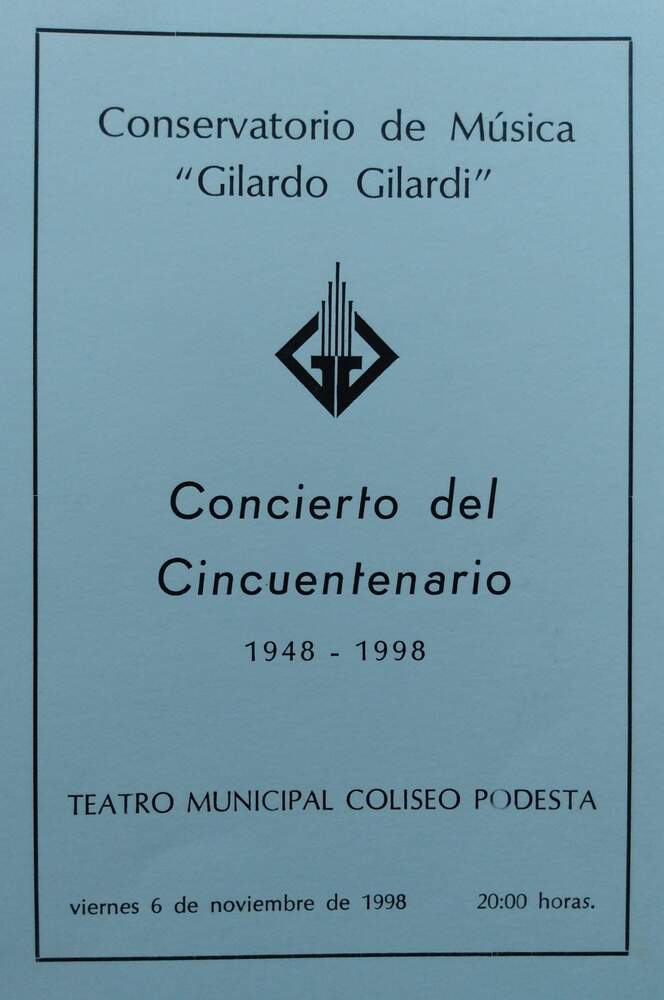 Conservatorio de Música
"Gilardo Gilardi"
GG
Concierto del
Cincuentenario
1948 - 1998
TEATRO MUNICIPAL COLISEO PODESTA
viernes 6 de noviembre de 1998 20:00 horas.